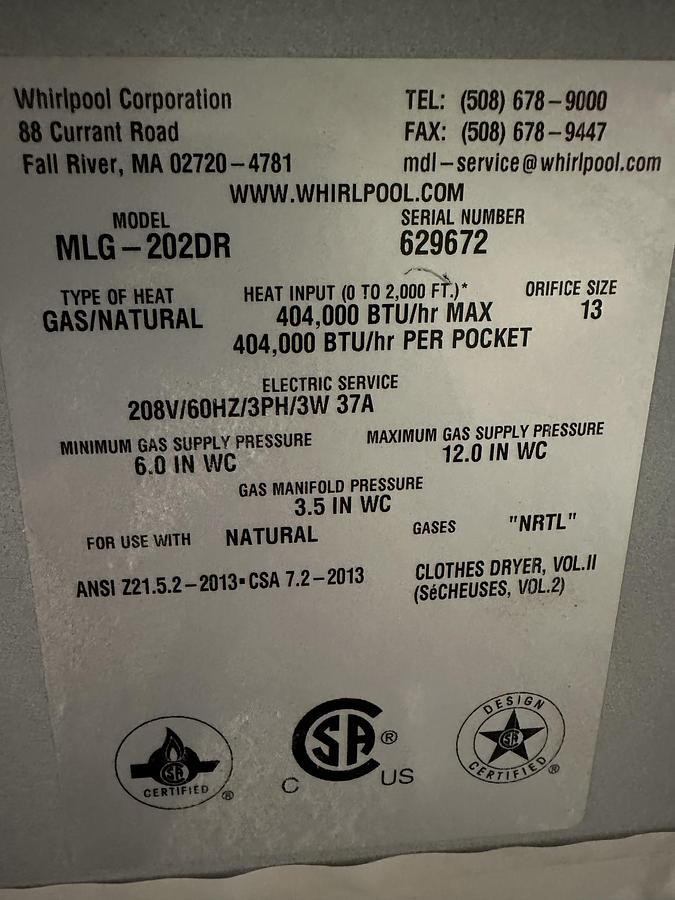 Whirlpool Corporation
88 Currant Road
Fall River, MA 02720-4781
TEL: (508) 678-9000
FAX: (508) 678-9447
mdl-service@whirlpool.com
WWW.WHIRLPOOL.COM
MODEL
MLG-202DR
SERIAL NUMBER
629672
TYPE OF HEAT
GAS/NATURAL
HEAT INPUT (0 TO 2,000 FT.)*
404,000 BTU/hr MAX
404,000 BTU/hr PER POCKET
ORIFICE SIZE
13
ELECTRIC SERVICE
208V/60HZ/3PH/3W 37A
MINIMUM GAS SUPPLY PRESSURE
6.0 IN WC
MAXIMUM GAS SUPPLY PRESSURE
12.0 IN WC
GAS MANIFOLD PRESSURE
3.5 IN WC
FOR USE WITH NATURAL GASES "NRTL"
ANSI Z21.5.2-2013▪CSA 7.2-2013
CLOTHES DRYER, VOL.II
(SéCHEUSES, VOL.2)
SA
CERTIFIED ®
C SA ® US
DESIGN
SA
CERTIFIED ®